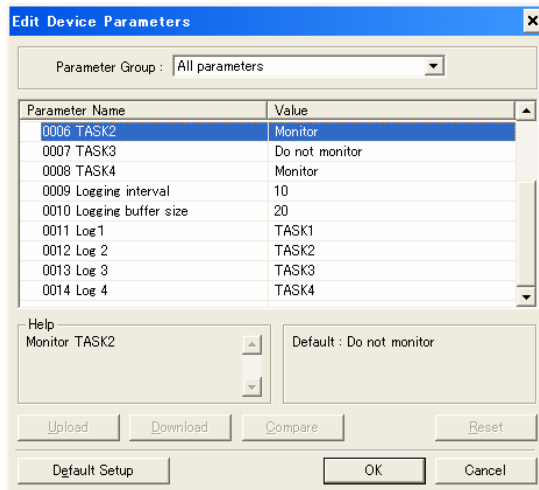 Edit Device Parameters
Parameter Group : All parameters
Parameter Name Value
0006 TASK2 Monitor
0007 TASK3 Do not monitor
0008 TASK4 Monitor
0009 Logging interval 10
0010 Logging buffer size 20
0011 Log1 TASK1
0012 Log 2 TASK2
0013 Log 3 TASK3
0014 Log 4 TASK4
Help
Monitor TASK2
Default : Do not monitor
Upload Download Compare Reset
Default Setup OK Cancel